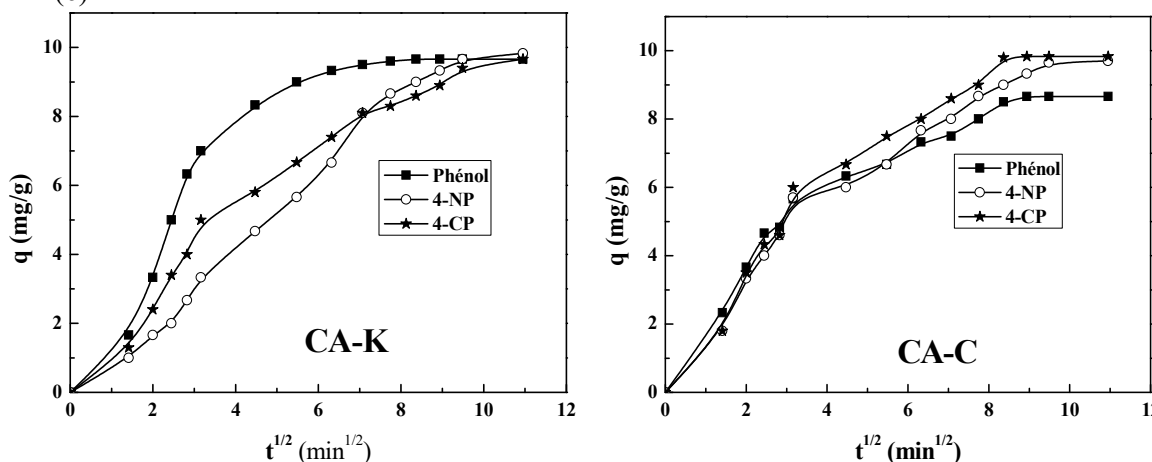 10
8
6
4
2
0
q (mg/g)
Phénol
4-NP
4-CP
CA-K
0 2 4 6 8 10 12
t^{1/2} (min^{1/2})
10
8
6
4
2
0
q (mg/g)
Phénol
4-NP
4-CP
CA-C
0 2 4 6 8 10 12
t^{1/2} (min^{1/2})